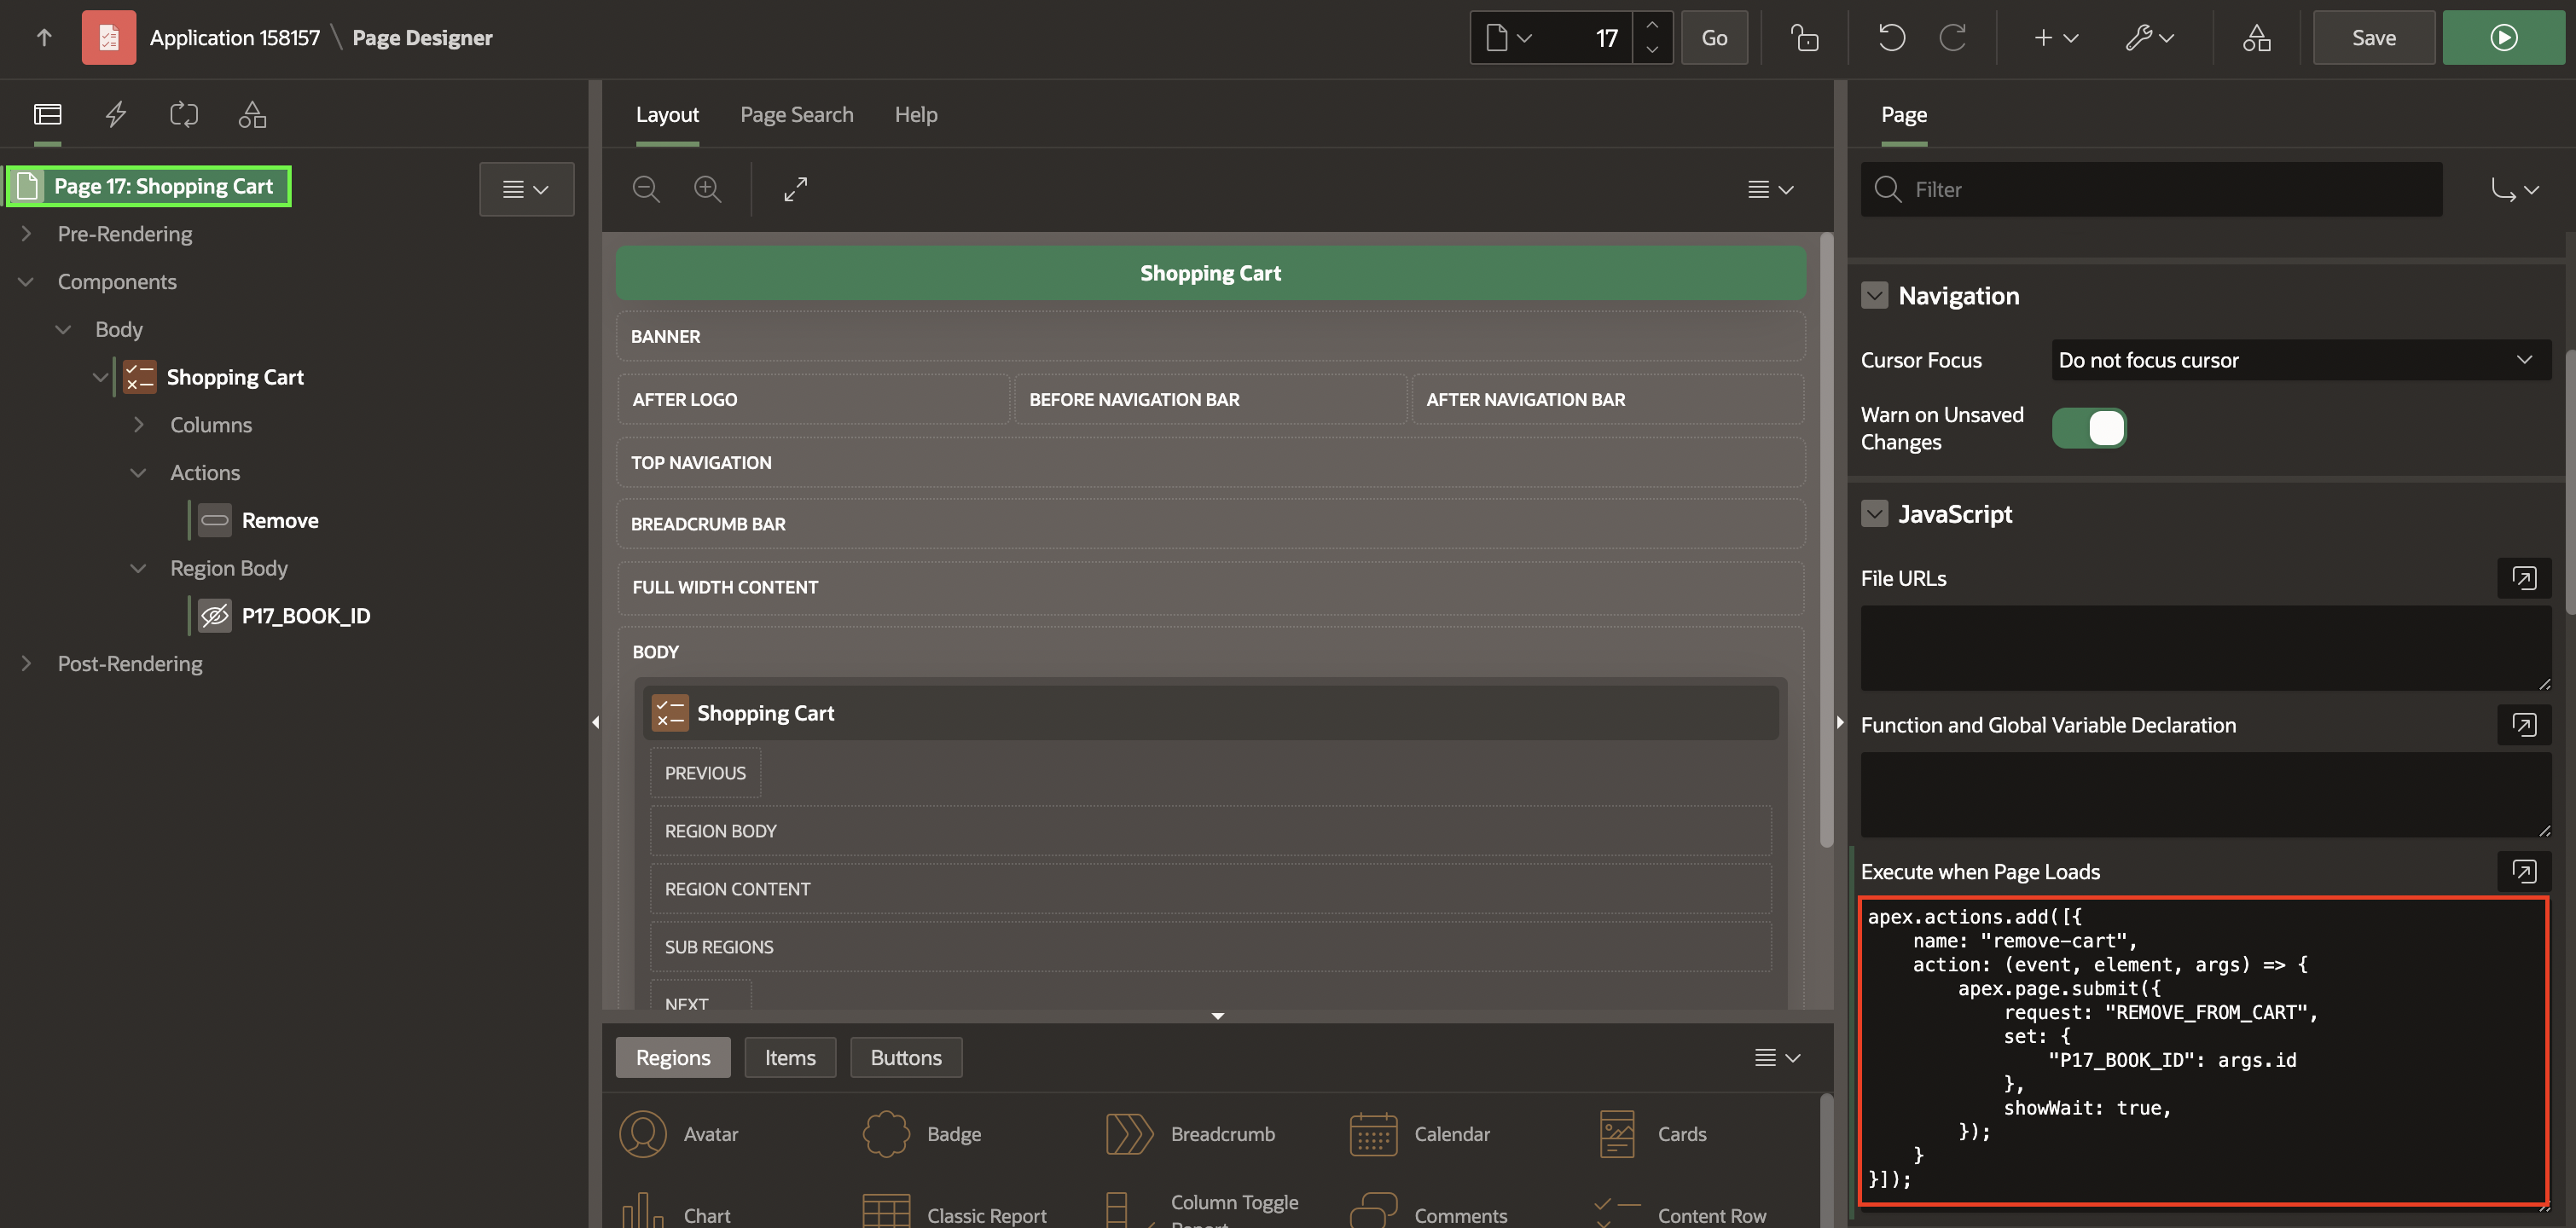 Application 158157 \ Page Designer
17
Go
Save
Page 17: Shopping Cart
Pre-Rendering
Components
Body
Shopping Cart
Columns
Actions
Remove
Region Body
P17_BOOK_ID
Post-Rendering
Layout
Page Search
Help
Shopping Cart
BANNER
AFTER LOGO
BEFORE NAVIGATION BAR
AFTER NAVIGATION BAR
TOP NAVIGATION
BREADCRUMB BAR
FULL WIDTH CONTENT
BODY
Shopping Cart
PREVIOUS
REGION BODY
REGION CONTENT
SUB REGIONS
NEXT
Regions
Items
Buttons
Avatar
Badge
Breadcrumb
Calendar
Cards
Chart
Classic Report
Column Toggle
Report
Comments
Content Row
Page
Filter
Navigation
Cursor Focus
Do not focus cursor
Warn on Unsaved
Changes
JavaScript
File URLs
Function and Global Variable Declaration
Execute when Page Loads
apex.actions.add([{
    name: "remove-cart",
    action: (event, element, args) => {
        apex.page.submit({
            request: "REMOVE_FROM_CART",
            set: {
                "P17_BOOK_ID": args.id
            },
            showWait: true,
        });
    }
}]);